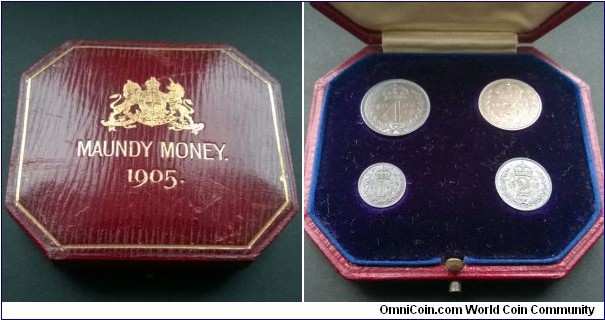 MAUNDY MONEY.
1905.
OmniCoin.com World Coin Community